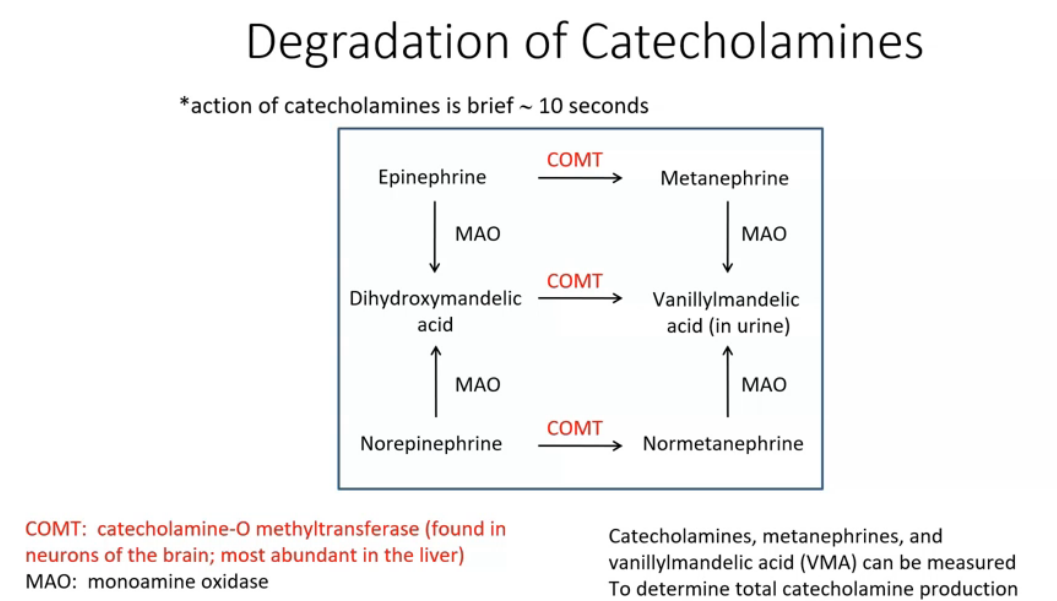 Degradation of Catecholamines
*action of catecholamines is brief ~ 10 seconds
Epinephrine
COMT
Metanephrine
MAO
MAO
Dihydroxymandelic
acid
COMT
Vanillylmandelic
acid (in urine)
MAO
MAO
Norepinephrine
COMT
Normetanephrine
COMT: catecholamine-O methyltransferase (found in
neurons of the brain; most abundant in the liver)
MAO: monoamine oxidase
Catecholamines, metanephrines, and
vanillylmandelic acid (VMA) can be measured
To determine total catecholamine production